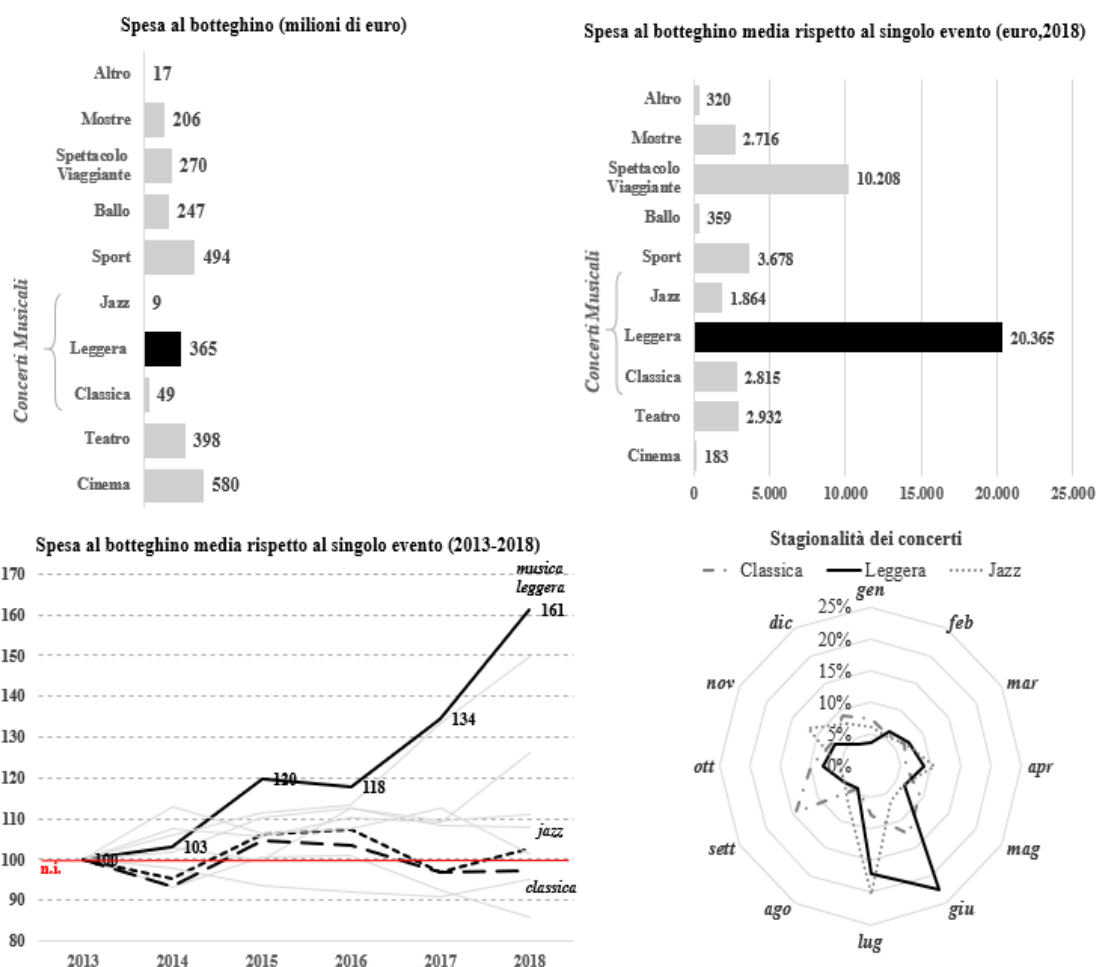 Spesa al botteghino (milioni di euro)
Altro 17
Mostre 206
Spettacolo
Viaggiante 270
Ballo 247
Sport 494
Concerti Musicali
Jazz 9
Leggera 365
Classica 49
Teatro 398
Cinema 580
Spesa al botteghino media rispetto al singolo evento (euro,2018)
Altro 320
Mostre 2.716
Spettacolo
Viaggiante 10.208
Ballo 359
Sport 3.678
Concerti Musicali
Jazz 1.864
Leggera 20.365
Classica 2.815
Teatro 2.932
Cinema 183
0 5.000 10.000 15.000 20.000 25.000
Spesa al botteghino media rispetto al singolo evento (2013-2018)
170
160
150
140
130
120
110
100
90
80
musica
leggera
161
134
120
118
103
100
n.i.
jazz
classica
2013 2014 2015 2016 2017 2018
Stagionalità dei concerti
Classica Leggera Jazz
gen
feb
mar
apr
mag
giu
lug
ago
sett
ott
nov
dic
25%
20%
15%
10%
5%
0%